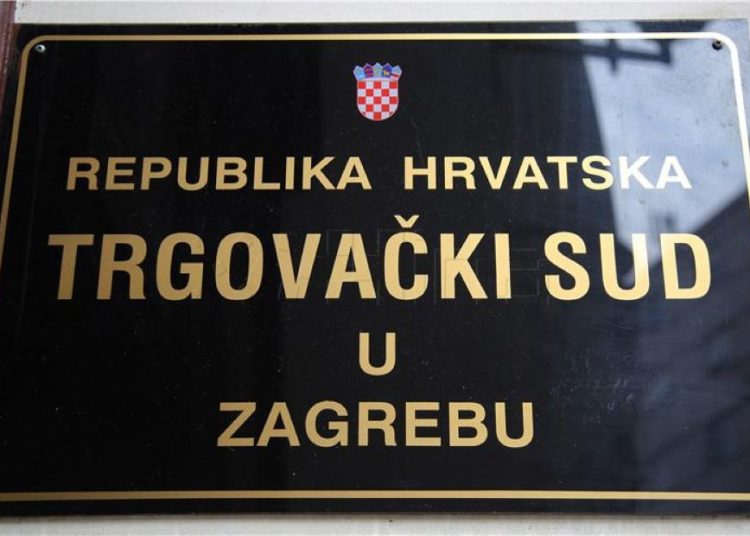 REPUBLIKA HRVATSKA
TRGOVAČKI SUD
U
ZAGREBU